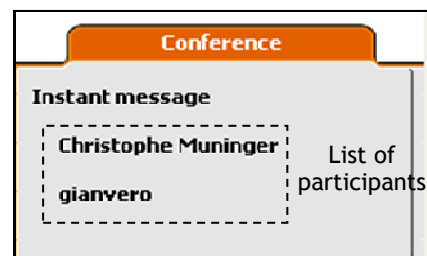 Conference
Instant message
Christophe Muninger
gianvero
List of
participants